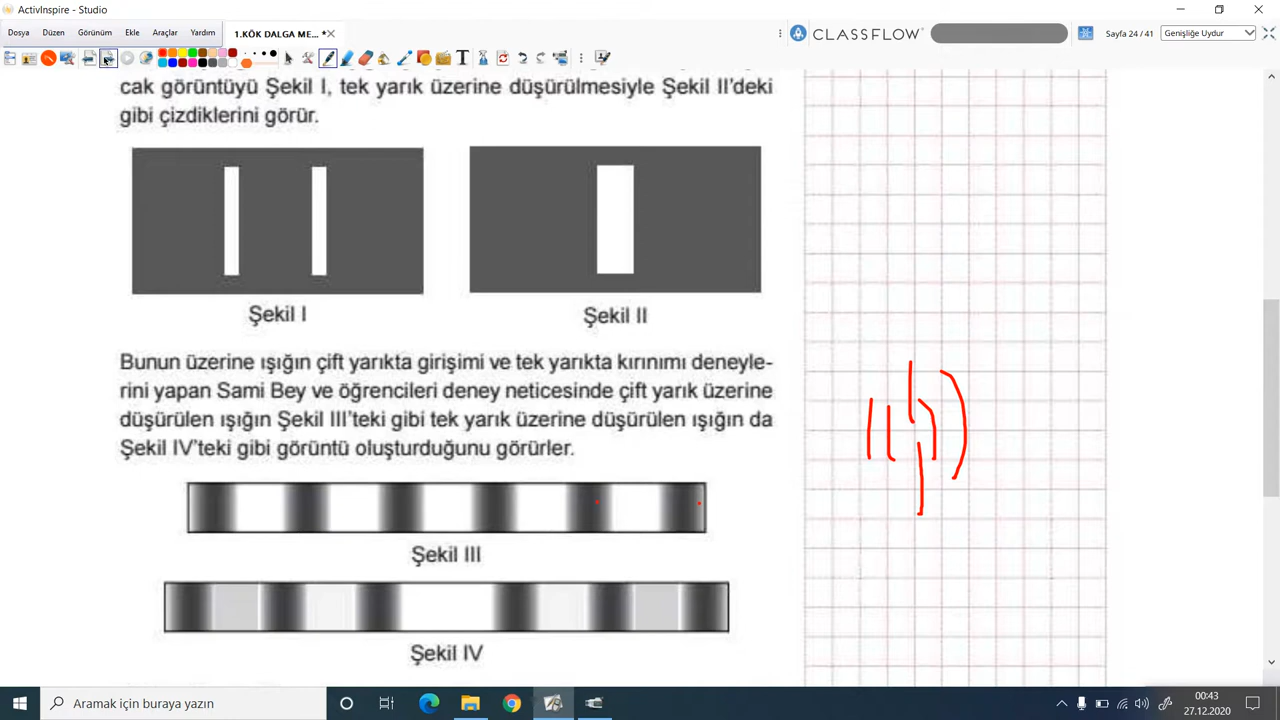 ActivInspire - Studio
Dosya Düzen Görünüm Ekle Araçlar Yardım
1.KÖK DALGA ME... *
CLASSFLOW
Sayfa 24 / 41
Genişliğe Uydur
cak görüntüyü Şekil I, tek yarık üzerine düşürülmesiyle Şekil II'deki
gibi çizdiklerini görür.
Şekil I
Şekil II
Bunun üzerine ışığın çift yarıkta girişimi ve tek yarıkta kırınımı deneyle-
rini yapan Sami Bey ve öğrencileri deney neticesinde çift yarık üzerine
düşürülen ışığın Şekil III'teki gibi tek yarık üzerine düşürülen ışığın da
Şekil IV'teki gibi görüntü oluşturduğunu görürler.
Şekil III
Şekil IV
Aramak için buraya yazın
00:43
27.12.2020